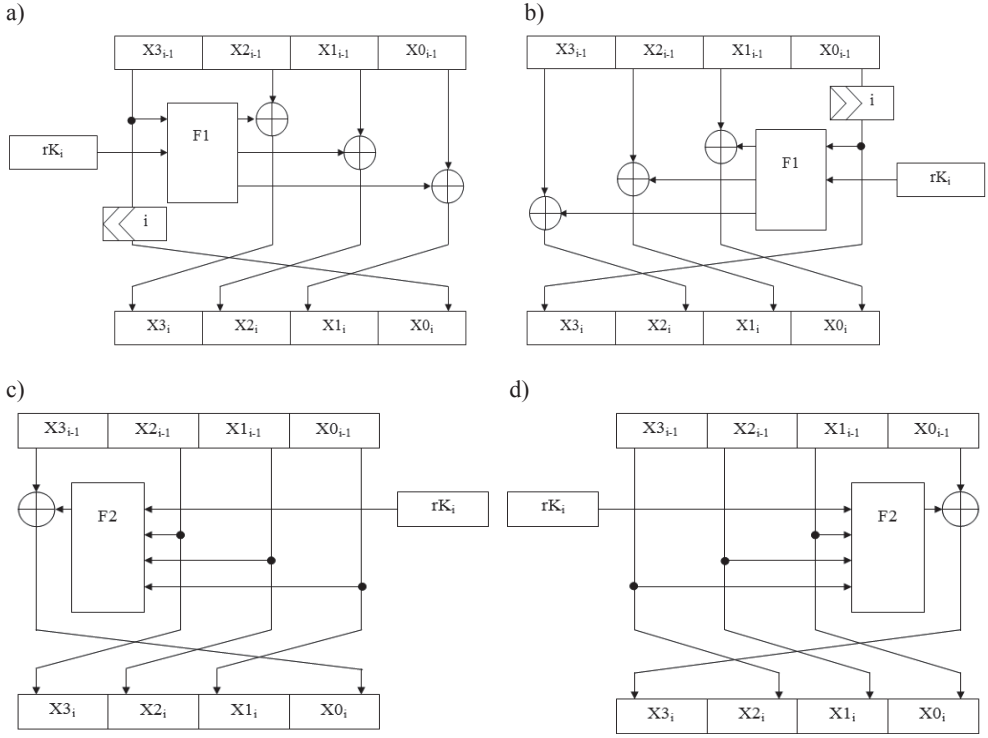 a)
X3i-1 X2i-1 X1i-1 X0i-1
F1
rKi
i
X3i X2i X1i X0i
b)
X3i-1 X2i-1 X1i-1 X0i-1
i
F1
rKi
X3i X2i X1i X0i
c)
X3i-1 X2i-1 X1i-1 X0i-1
F2
rKi
X3i X2i X1i X0i
d)
X3i-1 X2i-1 X1i-1 X0i-1
rKi
F2
X3i X2i X1i X0i